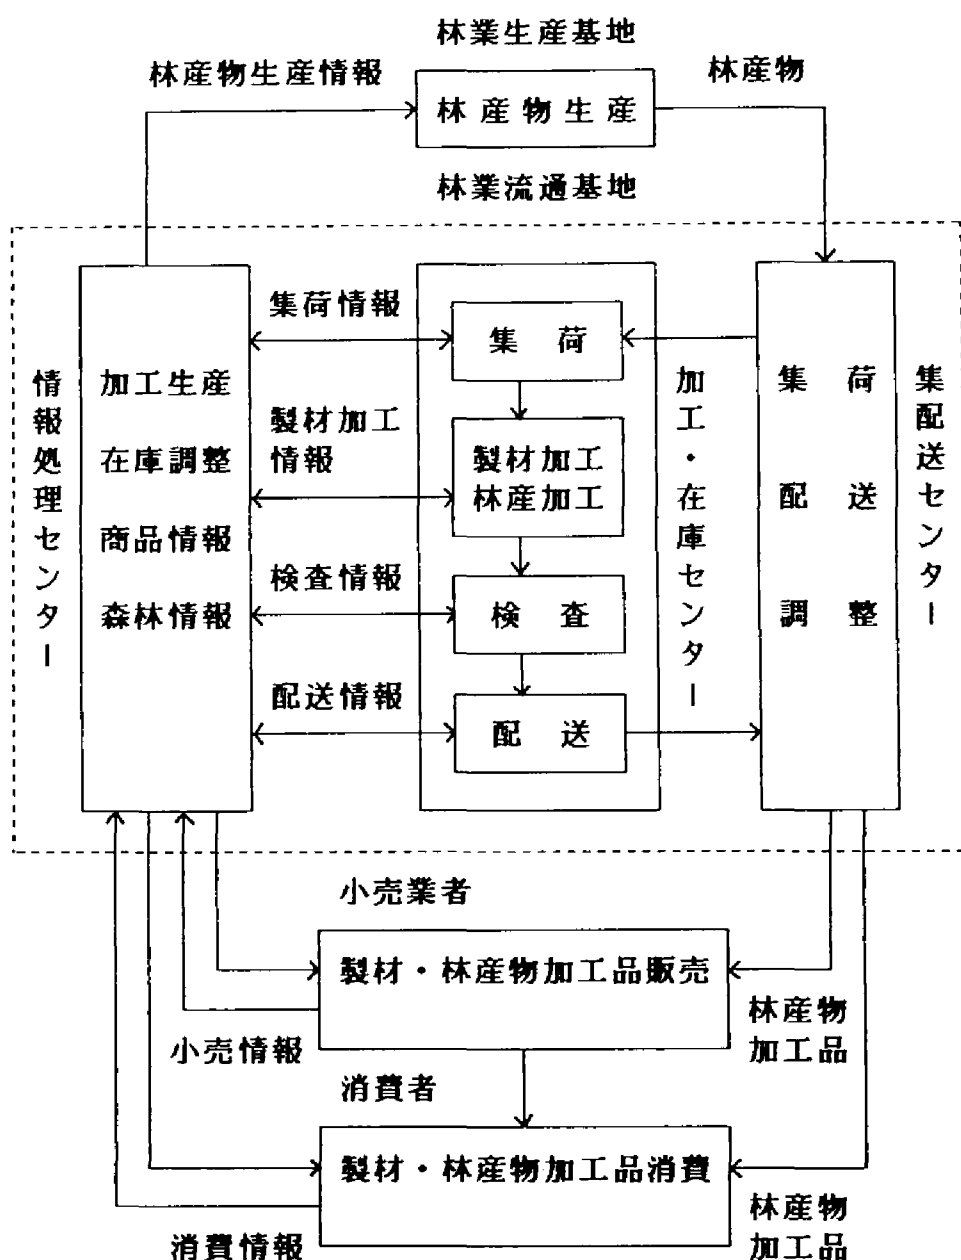 林業生産基地
林産物生産情報
林産物
林産物生産
林業流通基地
情報処理センター
加工生産
在庫調整
商品情報
森林情報
集荷情報
製材加工
情報
検査情報
配送情報
集荷
製材加工
林産加工
検査
配送
加工・在庫センター
集荷
配送
調整
集配送センター
小売業者
製材・林産物加工品販売
林産物
加工品
小売情報
消費者
製材・林産物加工品消費
林産物
加工品
消費情報